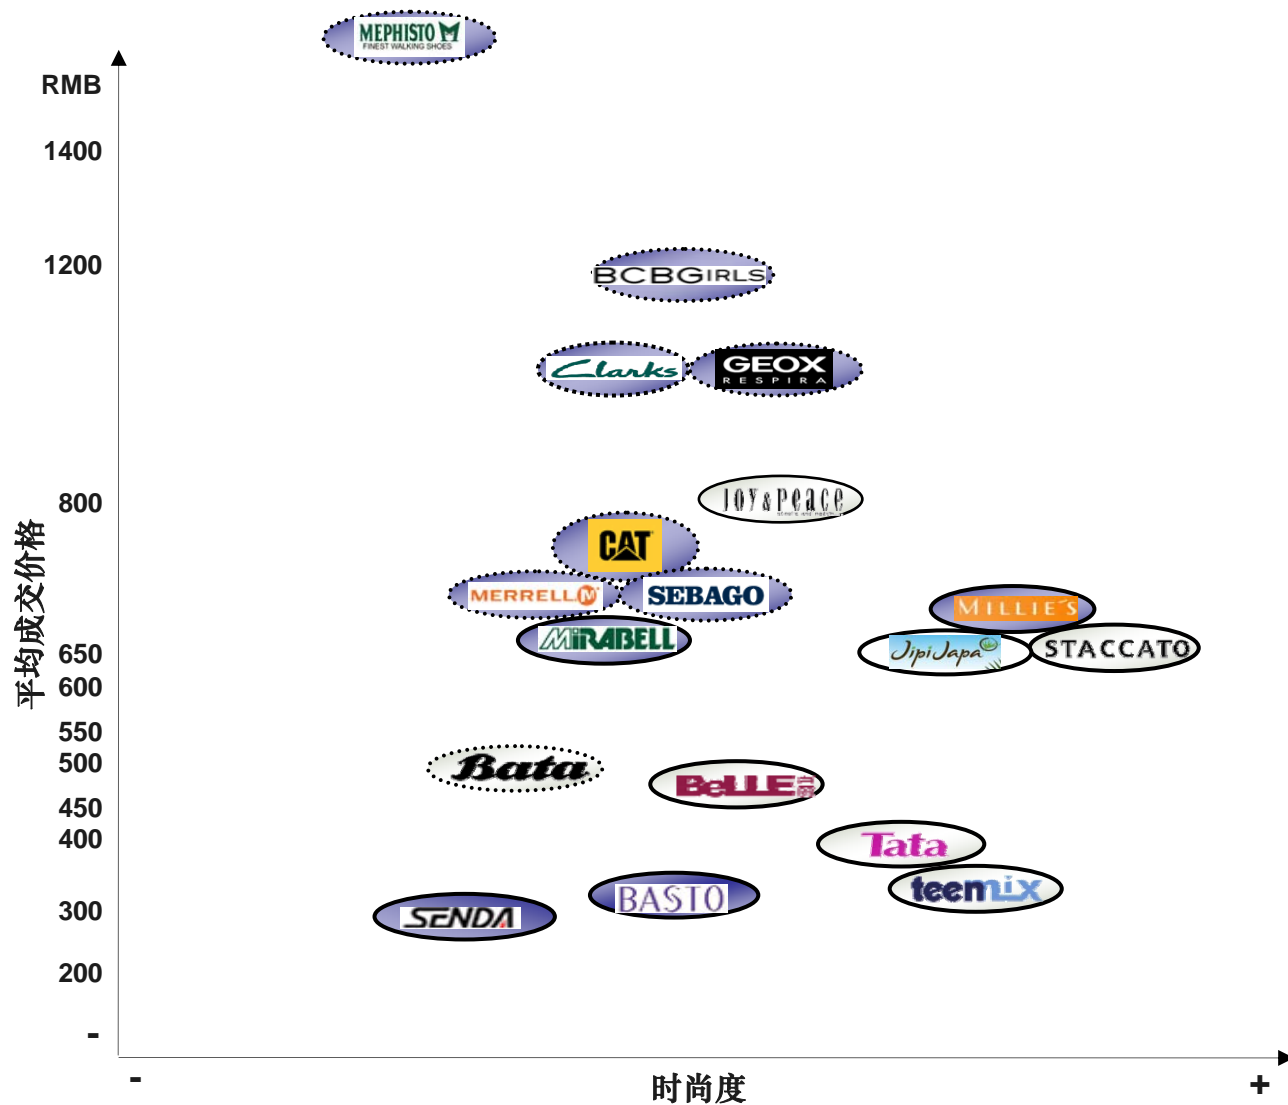 MEPHISTO
FINEST WALKING SHOES
RMB
1400
1200
BCBGIRLS
Clarks
GEOX
RESPIRA
800
JOY & PEACE
CAT
MERRELL M
SEBAGO
MILLIE´S
MIRABELL
JipiJapa
STACCATO
650
600
550
500
450
400
300
200
-
平均成交价格
Bata
BeLLE
Tata
teenmix
BASTO
SENDA
-
时尚度
+